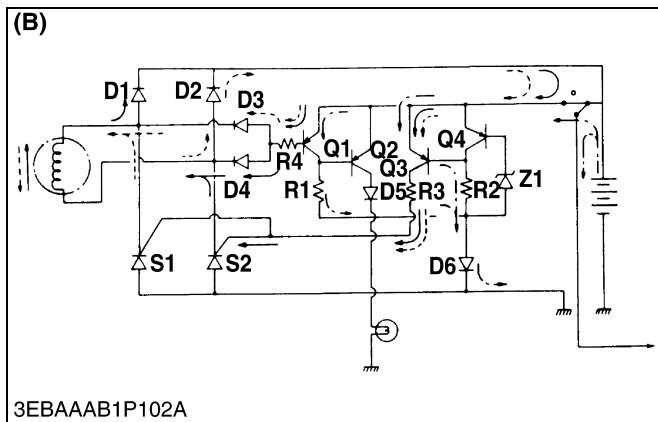 (B)
D1 D2 D3
Q1 Q2 Q4
Q3
R4 Z1
D4 R1 D5 R3 R2
S1 S2 D6
3EBAAAB1P102A